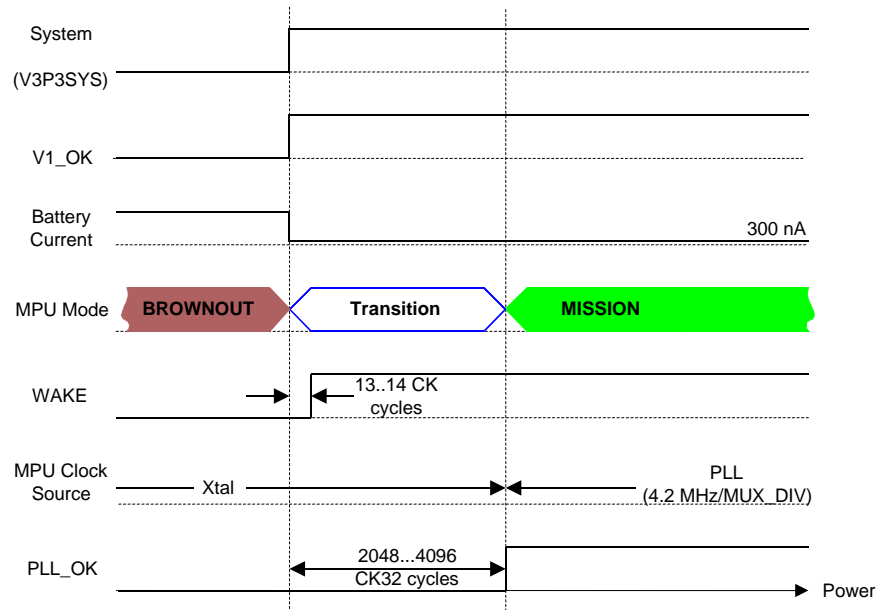 System
(V3P3SYS)
V1_OK
Battery
Current
300 nA
MPU Mode
BROWNOUT
Transition
MISSION
WAKE
13..14 CK
cycles
MPU Clock
Source
Xtal
PLL
(4.2 MHz/MUX_DIV)
PLL_OK
2048...4096
CK32 cycles
Power